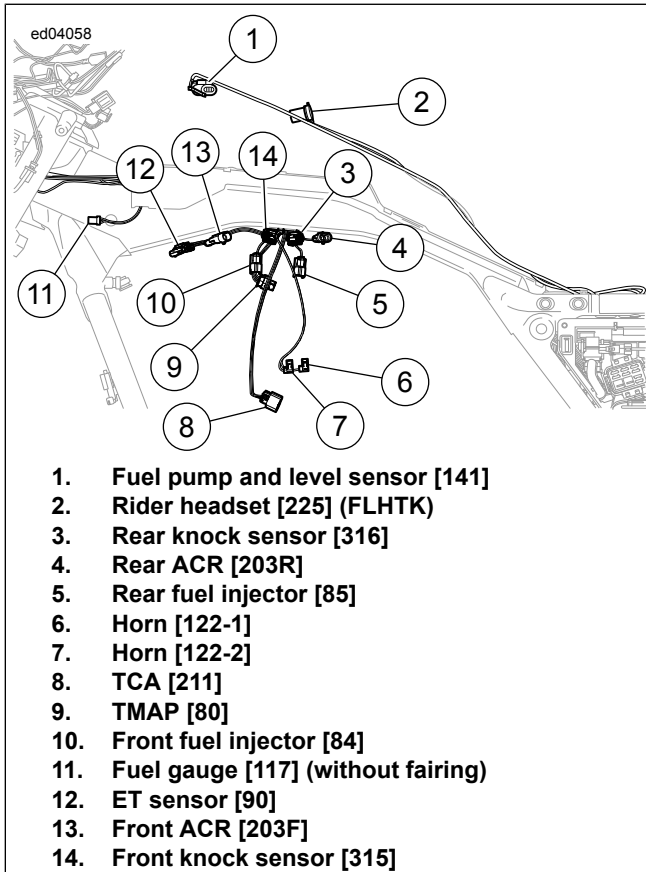 ed04058
1
2
12
13
14
3
4
11
10
5
9
6
8
7
1. Fuel pump and level sensor [141]
2. Rider headset [225] (FLHTK)
3. Rear knock sensor [316]
4. Rear ACR [203R]
5. Rear fuel injector [85]
6. Horn [122-1]
7. Horn [122-2]
8. TCA [211]
9. TMAP [80]
10. Front fuel injector [84]
11. Fuel gauge [117] (without fairing)
12. ET sensor [90]
13. Front ACR [203F]
14. Front knock sensor [315]